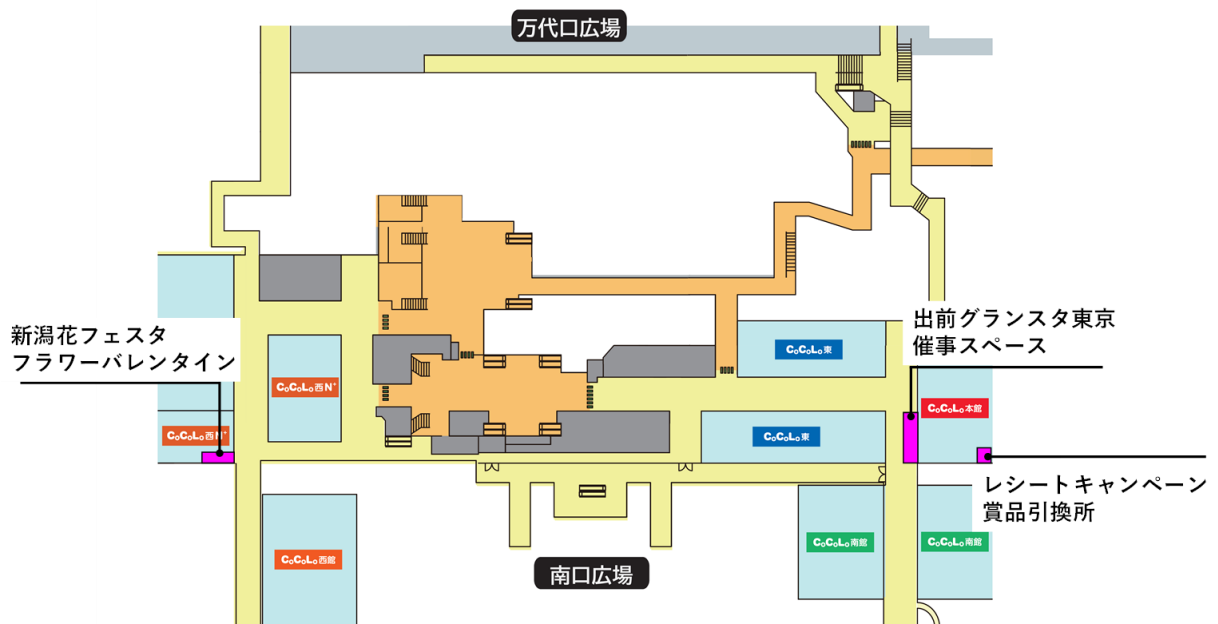 万代口広場
新潟花フェスタ
フラワーバレンタイン
出前グランスタ東京
催事スペース
CoCoLo東
CoCoLo西N+
CoCoLo本館
CoCoLo西N+
CoCoLo東
レシートキャンペーン
賞品引換所
CoCoLo南館
CoCoLo南館
CoCoLo西館
南口広場